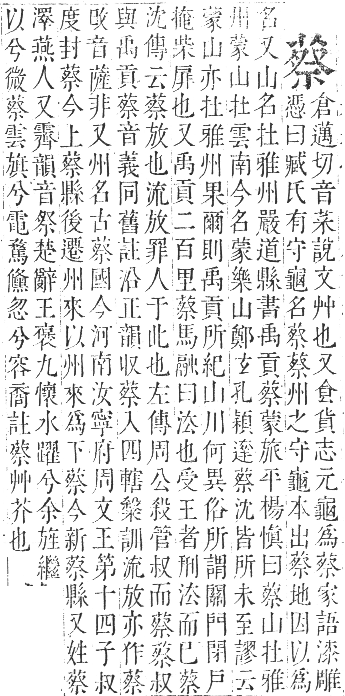 蔡
倉邁切音菜說文艸也又食貨志元龜為蔡家語漆雕
憑曰臧氏有守龜名蔡蔡州之守龜本出蔡地因以為
名又山名在雅州嚴道縣書禹貢蔡蒙旅平楊慎曰蔡山在雅
州蒙山在雲南今名蒙樂山鄭玄孔穎達蔡沈皆所未至謬云
蒙山亦在雅州果爾則禹貢所紀山川何異俗所謂關門閉戶
掩柴扉也又禹貢二百里蔡馬融曰法也受王者刑法而已蔡
沈傳云蔡放也流放罪人于此也左傳周公殺管叔而蔡蔡叔
與禹貢蔡音義同舊註沿正韻收蔡入四轄槃訓流放亦作蔡
音薩非又州名古蔡國今河南汝寧府周文王第十四子叔
度封蔡今上蔡縣後遷州來以州來為下蔡今新蔡縣又姓蔡
澤燕人又霽韻音祭楚辭王褒九懷水躍兮余旌繼
以兮微蔡雲旗兮電騖儵忽兮容裔註蔡艸芥也